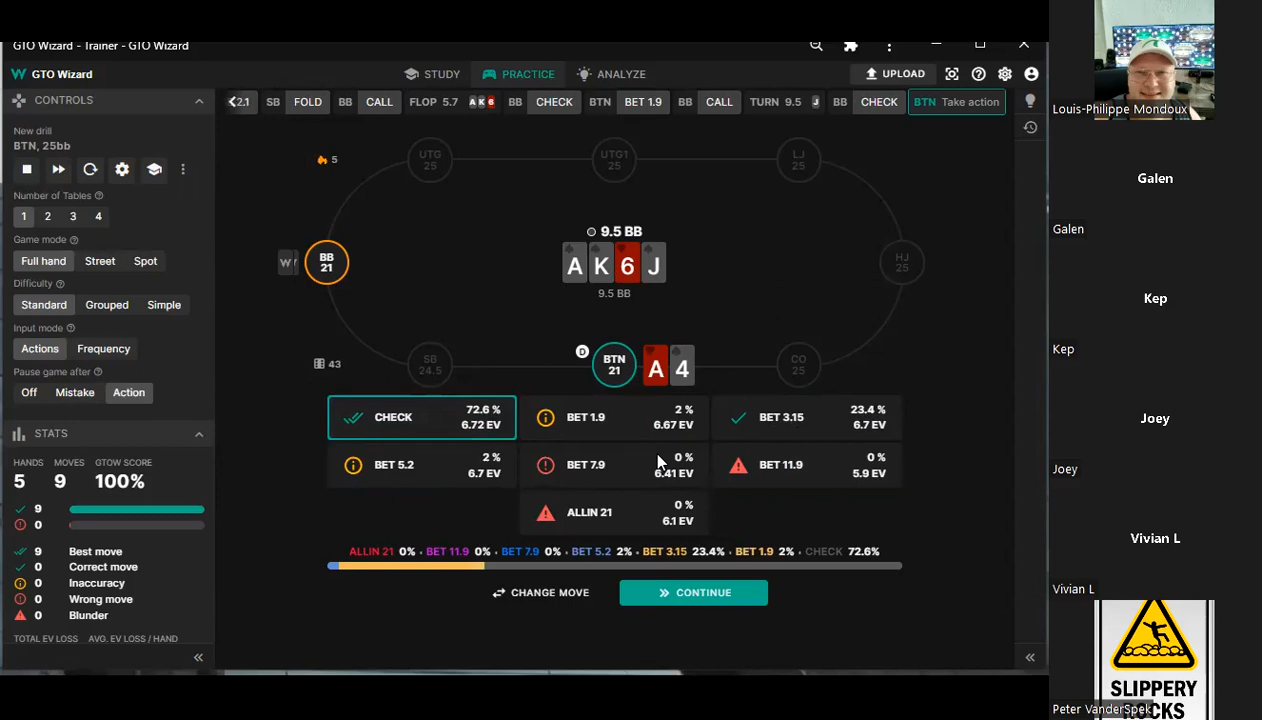 GTO Wizard - Trainer - GTO Wizard
GTO Wizard
STUDY
PRACTICE
ANALYZE
UPLOAD
CONTROLS
2.1 SB FOLD BB CALL FLOP 5.7 A K 6 BB CHECK BTN BET 1.9 BB CALL TURN 9.5 J BB CHECK BTN Take action
New drill
BTN, 25bb
Number of Tables
1 2 3 4
Game mode
Full hand Street Spot
Difficulty
Standard Grouped Simple
Input mode
Actions Frequency
Pause game after
Off Mistake Action
STATS
HANDS MOVES GTOW SCORE
5 9 100%
9
0
9 Best move
0 Correct move
0 Inaccuracy
0 Wrong move
0 Blunder
TOTAL EV LOSS AVG. EV LOSS / HAND
5
UTG
25
UTG1
25
LJ
25
9.5 BB
W
BB
21
A K 6 J
HJ
25
9.5 BB
43
SB
24.5
D
BTN
21
A 4
CO
25
CHECK 72.6 %
6.72 EV
BET 1.9 2 %
6.67 EV
BET 3.15 23.4 %
6.7 EV
BET 5.2 2 %
6.7 EV
BET 7.9 0 %
6.41 EV
BET 11.9 0 %
5.9 EV
ALLIN 21 0 %
6.1 EV
ALLIN 21 0% • BET 11.9 0% • BET 7.9 0% • BET 5.2 2% • BET 3.15 23.4% • BET 1.9 2% • CHECK 72.6%
CHANGE MOVE
CONTINUE
Louis-Philippe Mondoux
Galen
Galen
Kep
Kep
Joey
Joey
Vivian L
Vivian L
SLIPPERY
ROCKS
Peter VanderSpek